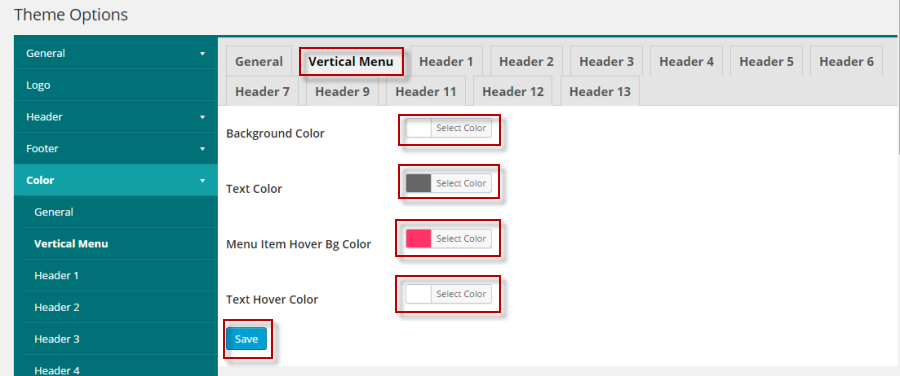 Theme Options
General
Logo
Header
Footer
Color
General
Vertical Menu
Header 1
Header 2
Header 3
Header 4
General Vertical Menu Header 1 Header 2 Header 3 Header 4 Header 5 Header 6
Header 7 Header 9 Header 11 Header 12 Header 13
Background Color Select Color
Text Color Select Color
Menu Item Hover Bg Color Select Color
Text Hover Color Select Color
Save